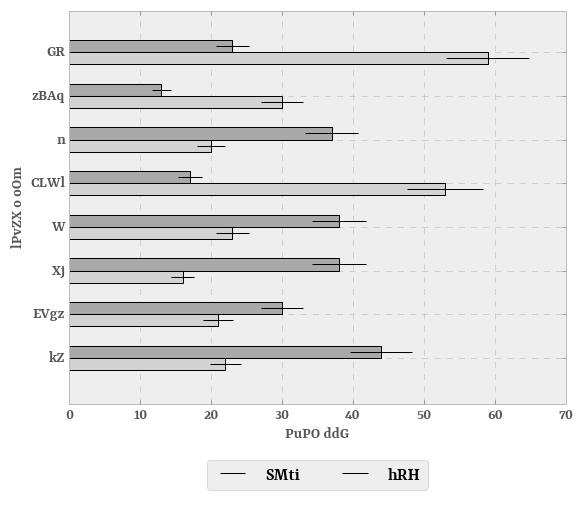 GR
zBAq
n
CLWl
W
Xj
EVgz
kZ
lPvZX o oOm
0 10 20 30 40 50 60 70
PuPO ddG
SMti hRH